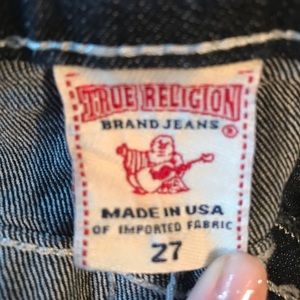 TRUE RELIGION
BRAND JEANS ®
MADE IN USA
OF IMPORTED FABRIC
27